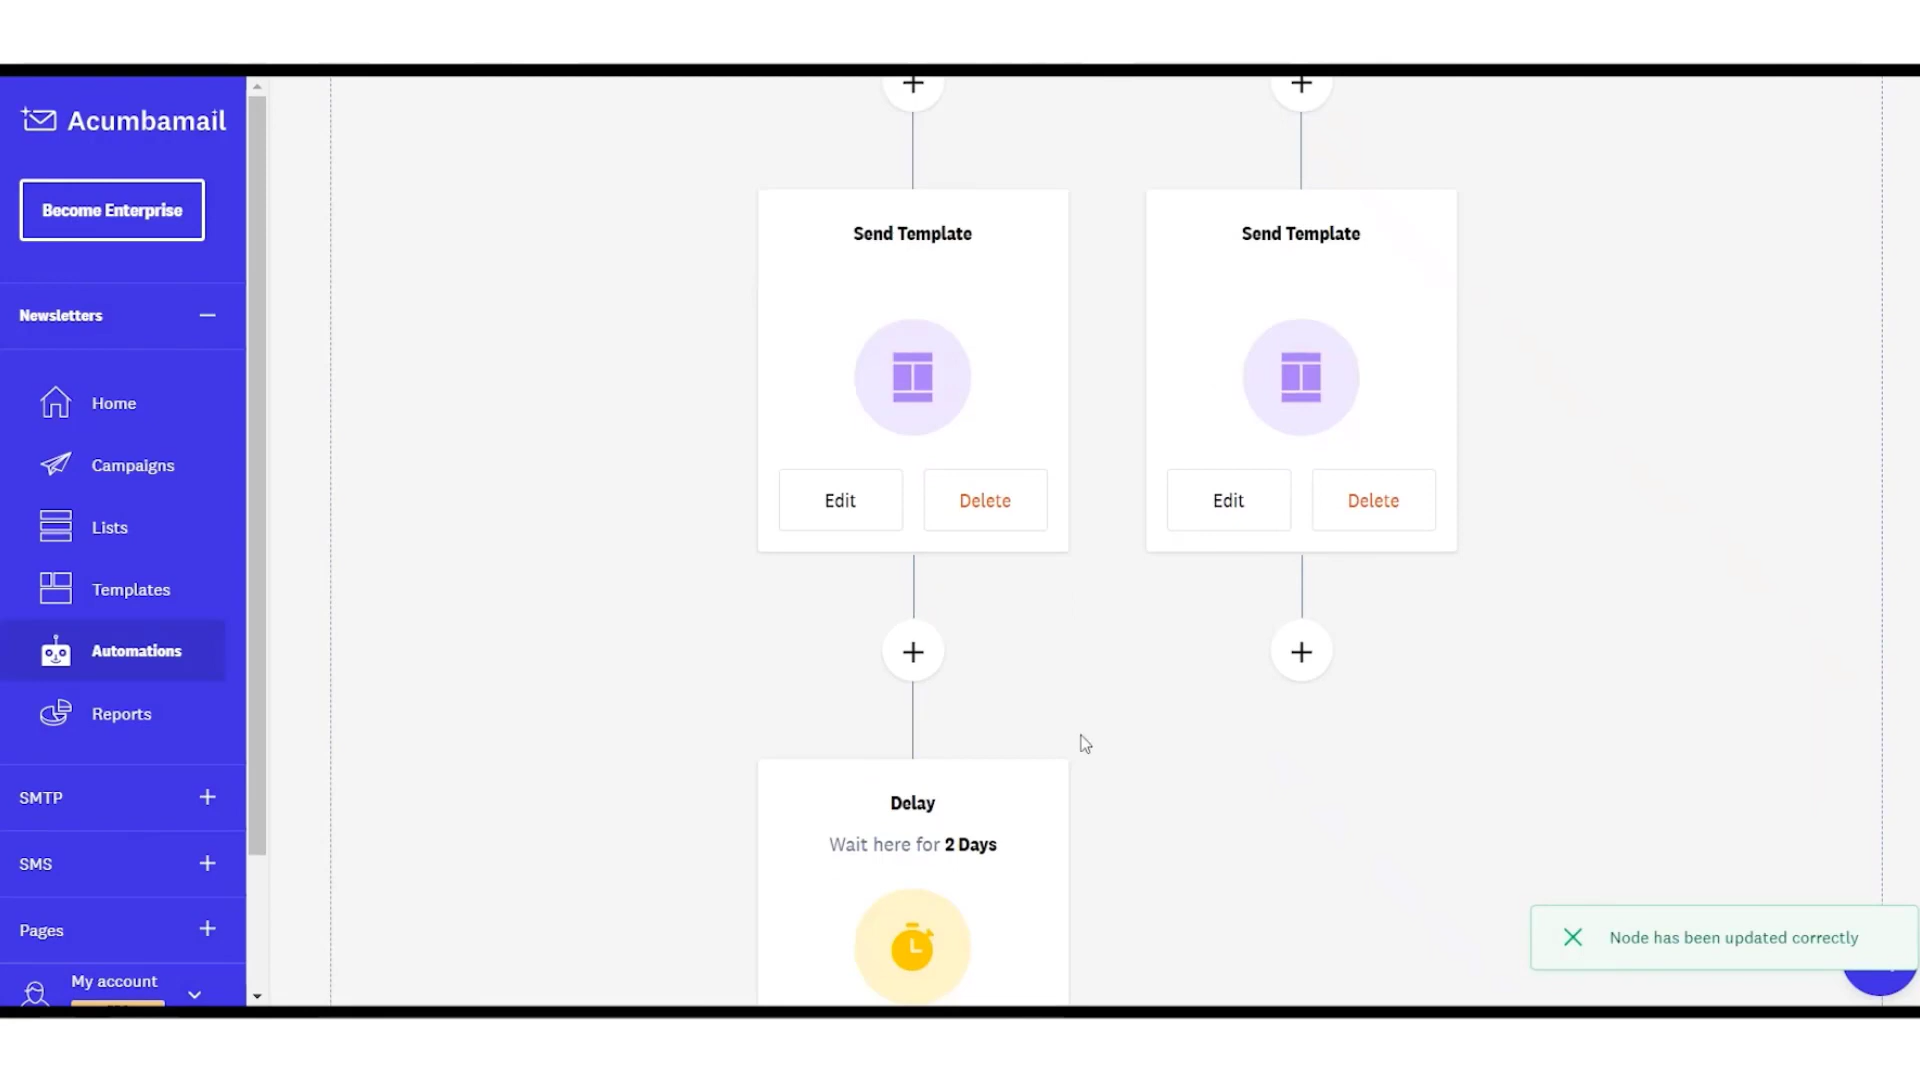 Acumbamail
Become Enterprise
Newsletters
Home
Campaigns
Lists
Templates
Automations
Reports
SMTP
SMS
Pages
My account
Send Template
Edit
Delete
Send Template
Edit
Delete
Delay
Wait here for 2 Days
Node has been updated correctly